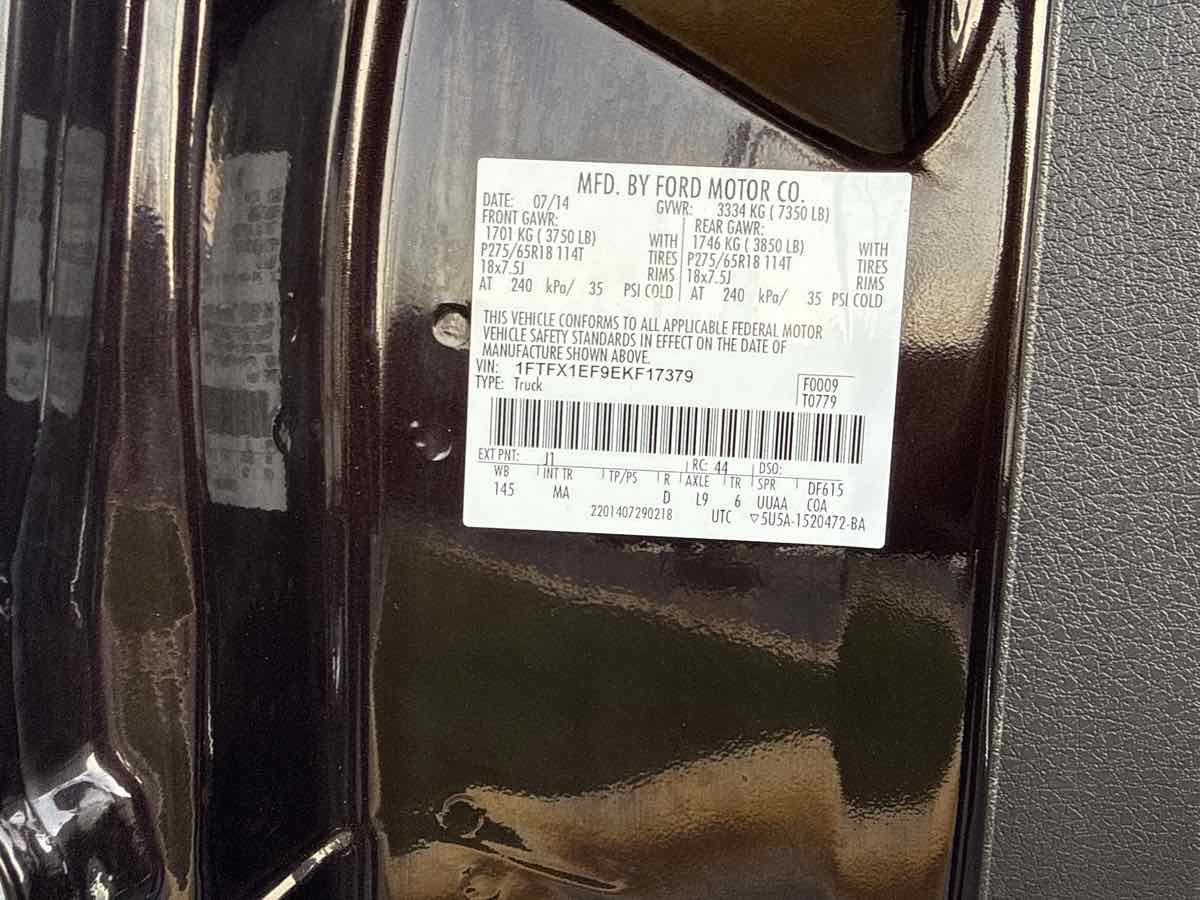 MFD. BY FORD MOTOR CO.
DATE: 07/14 GVWR: 3334 KG ( 7350 LB)
FRONT GAWR: REAR GAWR:
1701 KG ( 3750 LB) WITH 1746 KG ( 3850 LB) WITH
P275/65R18 114T TIRES P275/65R18 114T TIRES
18x7.5J RIMS 18x7.5J RIMS
AT 240 kPa/ 35 PSI COLD AT 240 kPa/ 35 PSI COLD
THIS VEHICLE CONFORMS TO ALL APPLICABLE FEDERAL MOTOR
VEHICLE SAFETY STANDARDS IN EFFECT ON THE DATE OF
MANUFACTURE SHOWN ABOVE.
VIN: 1FTFX1EF9EKF17379
TYPE: Truck F0009
T0779
EXT PNT: J1 RC: 44 DSO:
WB INT TR TP/PS R AXLE TR SPR DF615
145 MA D L9 6 UUAA COA
2201407290218 UTC ▽5U5A-1520472-BA